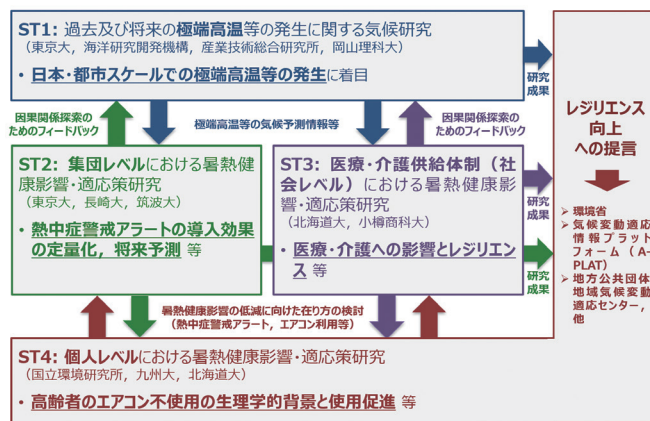 ST1: 過去及び将来の極端高温等の発生に関する気候研究
（東京大，海洋研究開発機構，産業技術総合研究所，岡山理科大）
・日本・都市スケールでの極端高温等の発生に着目
研究
成果
因果関係探索の
ためのフィードバック
極端高温等の気候予測情報等
因果関係探索の
ためのフィードバック
ST2: 集団レベルにおける暑熱健
康影響・適応策研究
（東京大，長崎大，筑波大）
・熱中症警戒アラートの導入効果
の定量化，将来予測 等
ST3: 医療・介護供給体制（社
会レベル）における暑熱健康影
響・適応策研究
（北海道大，小樽商科大）
・医療・介護への影響とレジリエン
ス 等
研究
成果
研究
成果
暑熱健康影響の低減に向けた在り方の検討
（熱中症警戒アラート，エアコン利用等）
ST4: 個人レベルにおける暑熱健康影響・適応策研究
（国立環境研究所，九州大，北海道大）
・高齢者のエアコン不使用の生理学的背景と使用促進 等
レジリエンス
向上
への提言
➢ 環境省
➢ 気候変動適応
情報プラット
フォーム（A-
PLAT）
➢ 地方公共団体，
地域気候変動
適応センター，
他